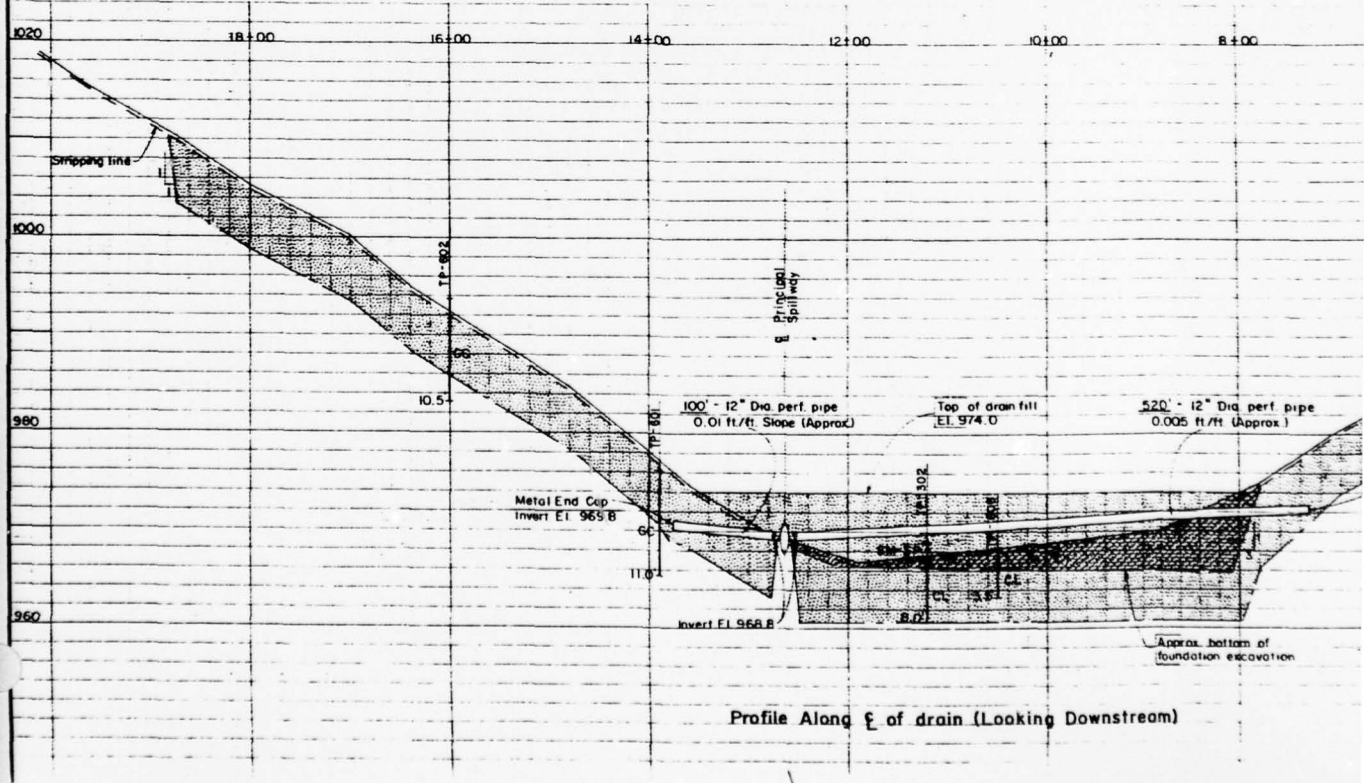 1020
18+00
16+00
14+00
12+00
10+00
8+00
Stripping line
1000
TP-602
℄ Principal
Spillway
GC
10.5
980
TP-601
100' - 12" Dia. perf. pipe
0.01 ft/ft. Slope (Approx.)
Top of drain fill
El. 974.0
520' - 12" Dia. perf. pipe
0.005 ft/ft. (Approx.)
Metal End Cap
Invert El. 969.8
GC
11.0
CL
CL
8.0
960
Invert El. 968.8
Approx. bottom of
foundation excavation
Profile Along ℄ of drain (Looking Downstream)